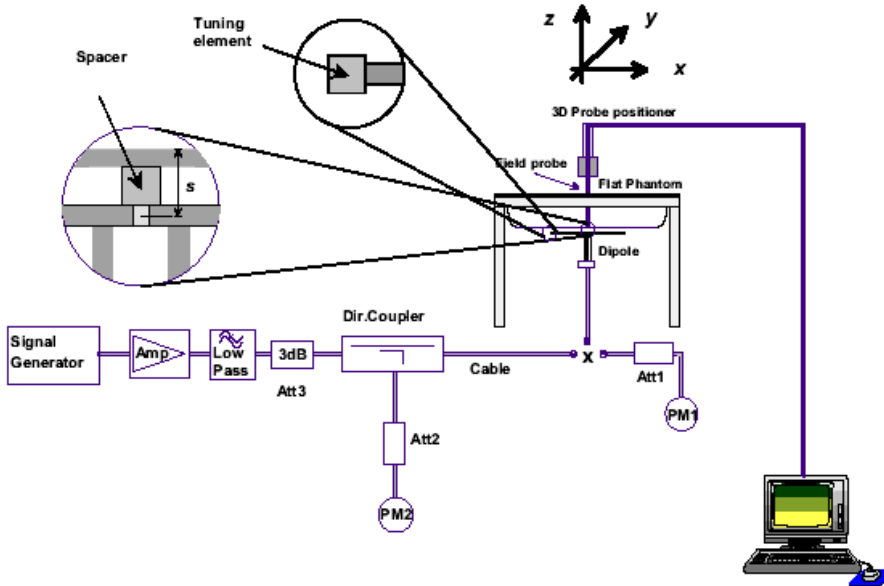 Tuning
element
z
y
x
Spacer
3D Probe positioner
s
Field probe
Flat Phantom
Dipole
Dir.Coupler
Signal
Generator
Amp
Low
Pass
3dB
Att3
Cable
x
Att1
PM1
Att2
PM2